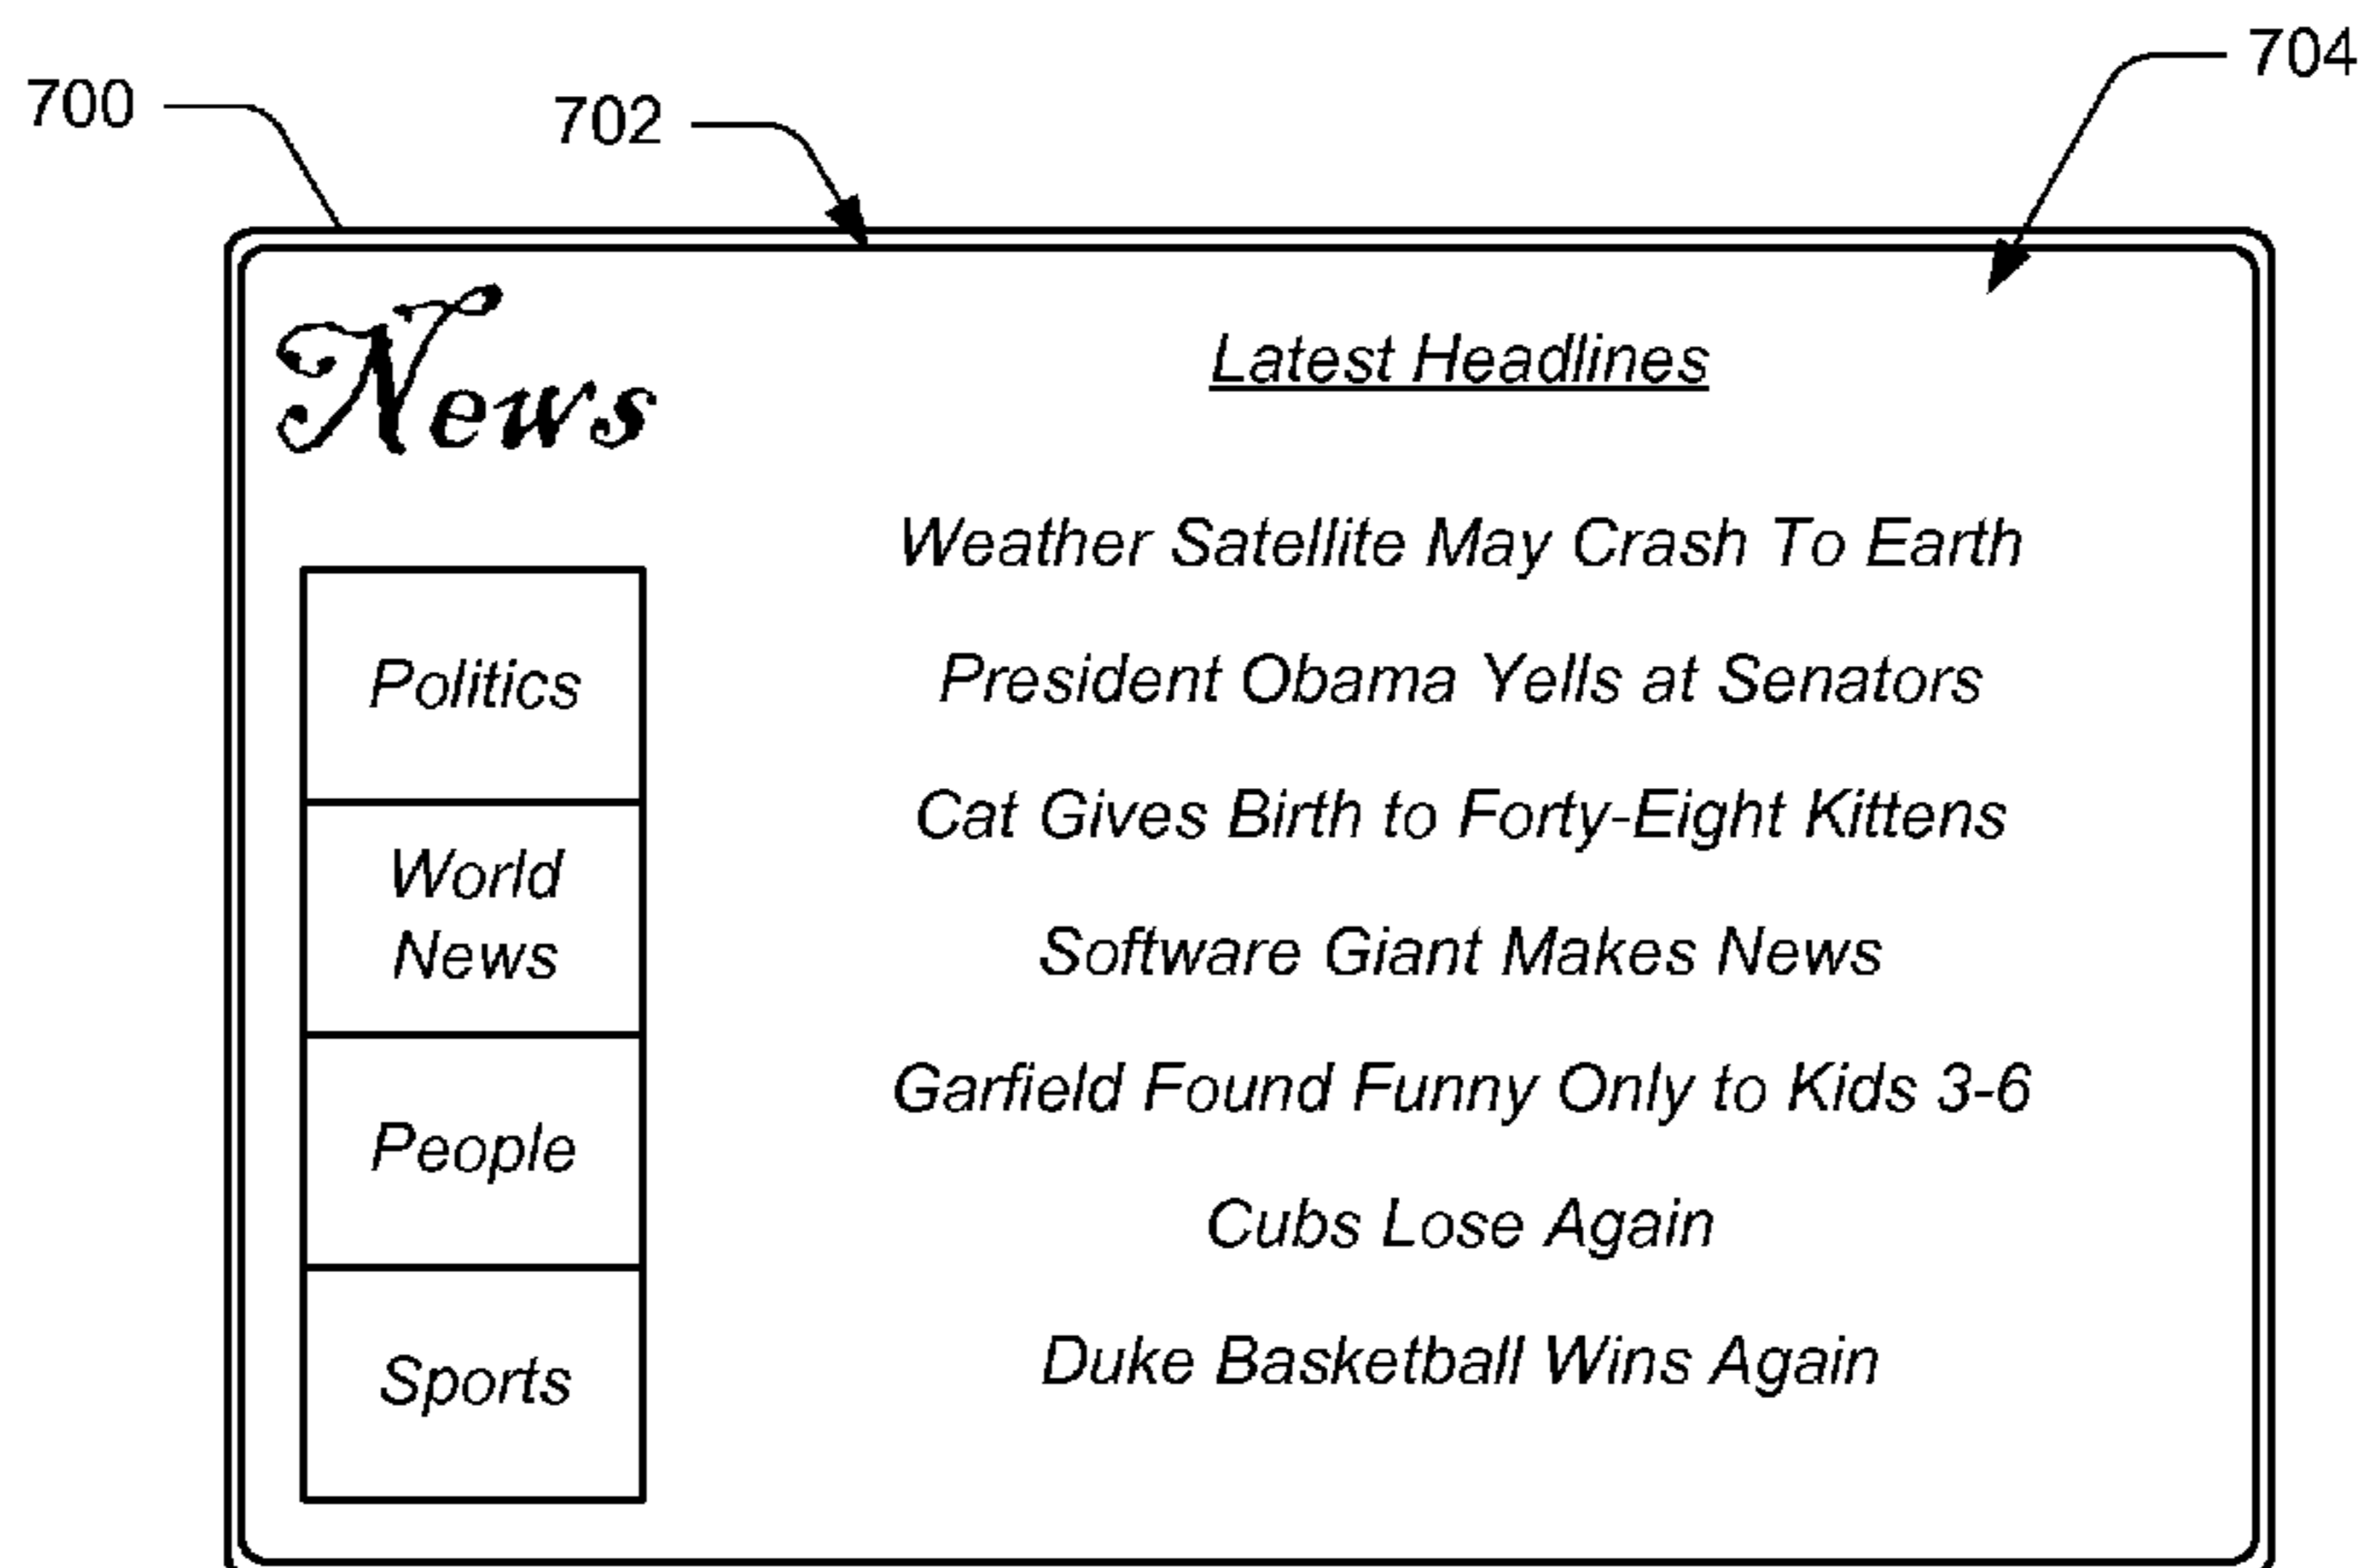 700
702
704
News
Latest Headlines
Weather Satellite May Crash To Earth
President Obama Yells at Senators
Cat Gives Birth to Forty-Eight Kittens
Software Giant Makes News
Garfield Found Funny Only to Kids 3-6
Cubs Lose Again
Duke Basketball Wins Again
Politics
World
News
People
Sports